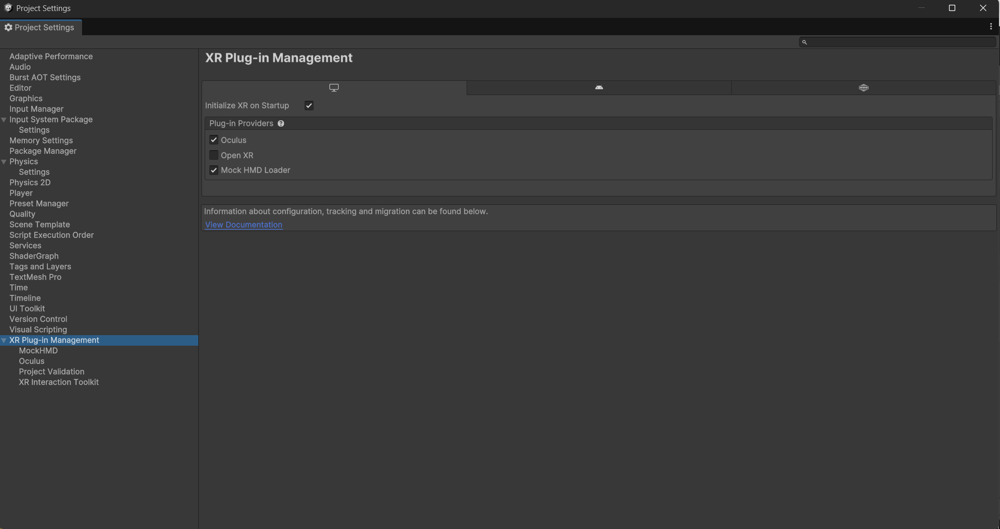 Project Settings
Project Settings
Adaptive Performance
Audio
Burst AOT Settings
Editor
Graphics
Input Manager
Input System Package
Settings
Memory Settings
Package Manager
Physics
Settings
Physics 2D
Player
Preset Manager
Quality
Scene Template
Script Execution Order
Services
ShaderGraph
Tags and Layers
TextMesh Pro
Time
Timeline
UI Toolkit
Version Control
Visual Scripting
XR Plug-in Management
MockHMD
Oculus
Project Validation
XR Interaction Toolkit
XR Plug-in Management
Initialize XR on Startup
Plug-in Providers
Oculus
Open XR
Mock HMD Loader
Information about configuration, tracking and migration can be found below.
View Documentation